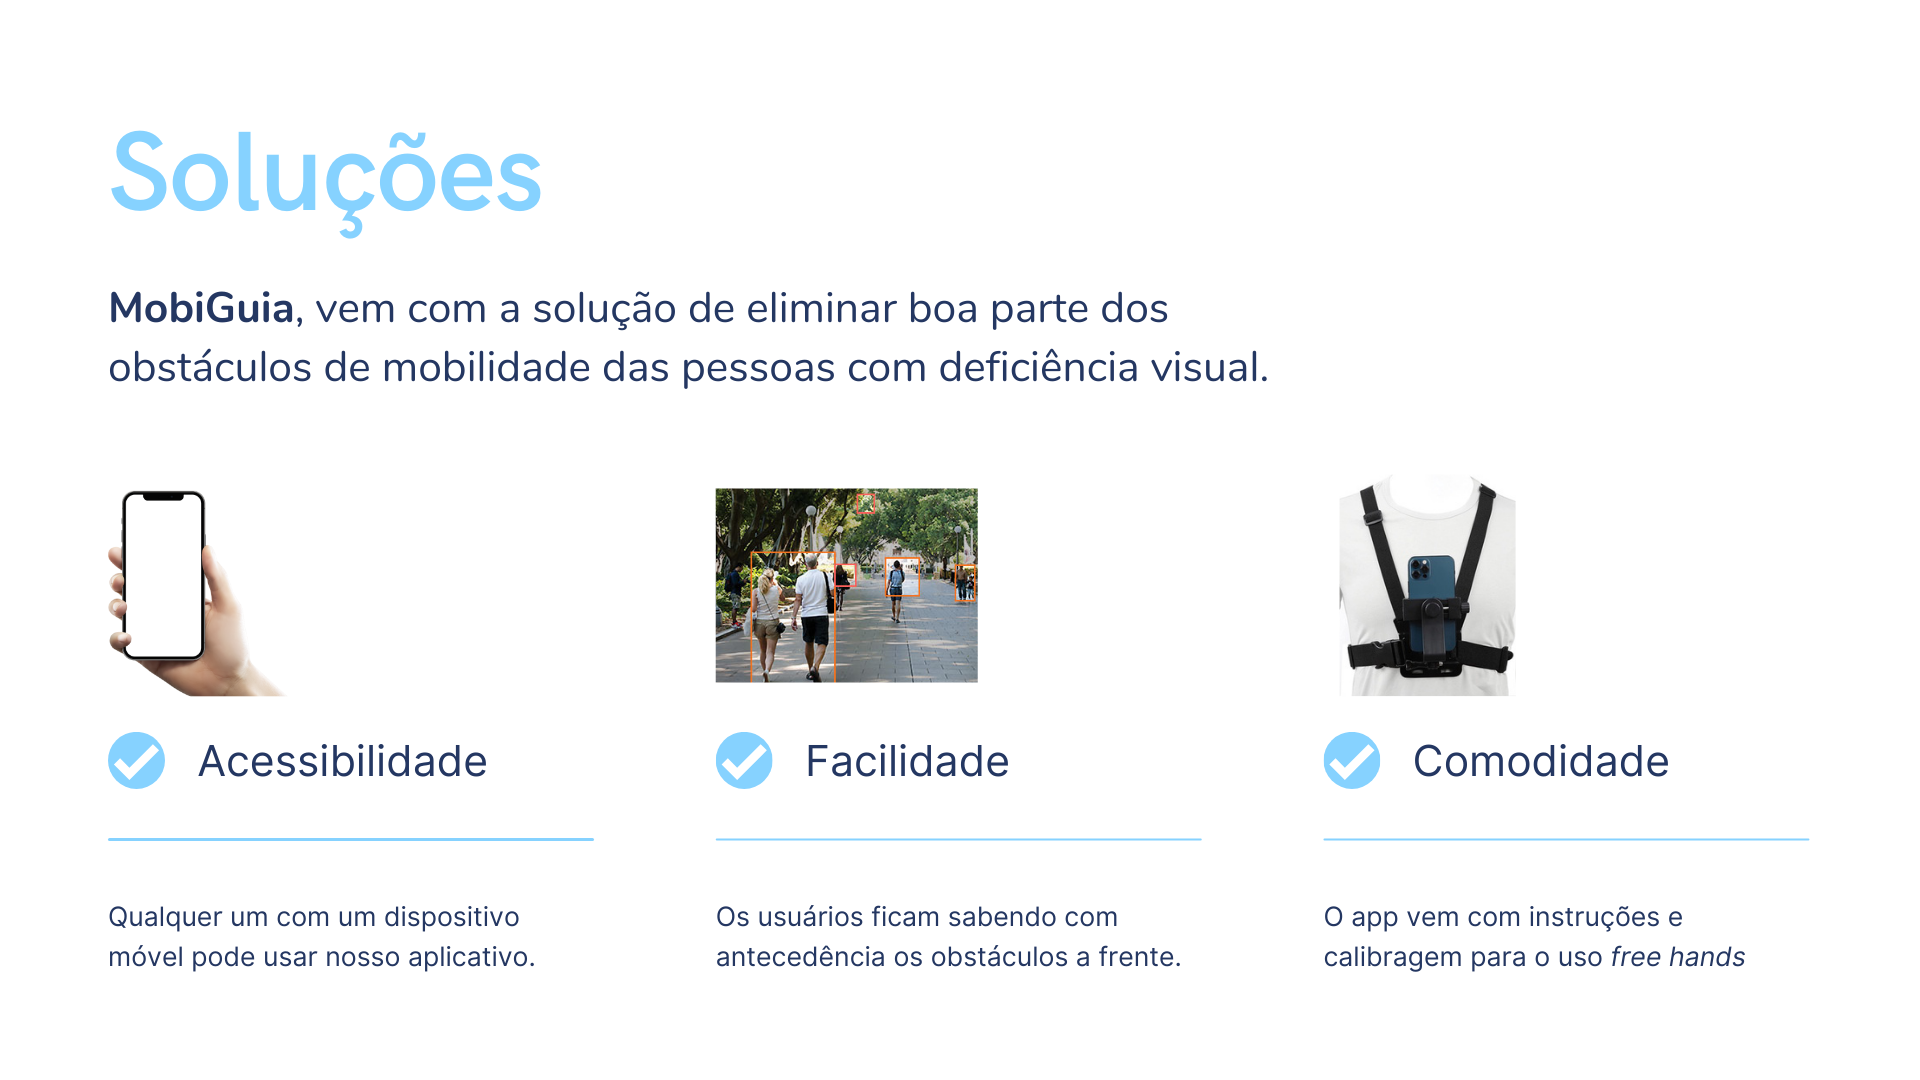 Soluções
MobiGuia, vem com a solução de eliminar boa parte dos
obstáculos de mobilidade das pessoas com deficiência visual.
Acessibilidade
Qualquer um com um dispositivo
móvel pode usar nosso aplicativo.
Facilidade
Os usuários ficam sabendo com
antecedência os obstáculos a frente.
Comodidade
O app vem com instruções e
calibragem para o uso free hands